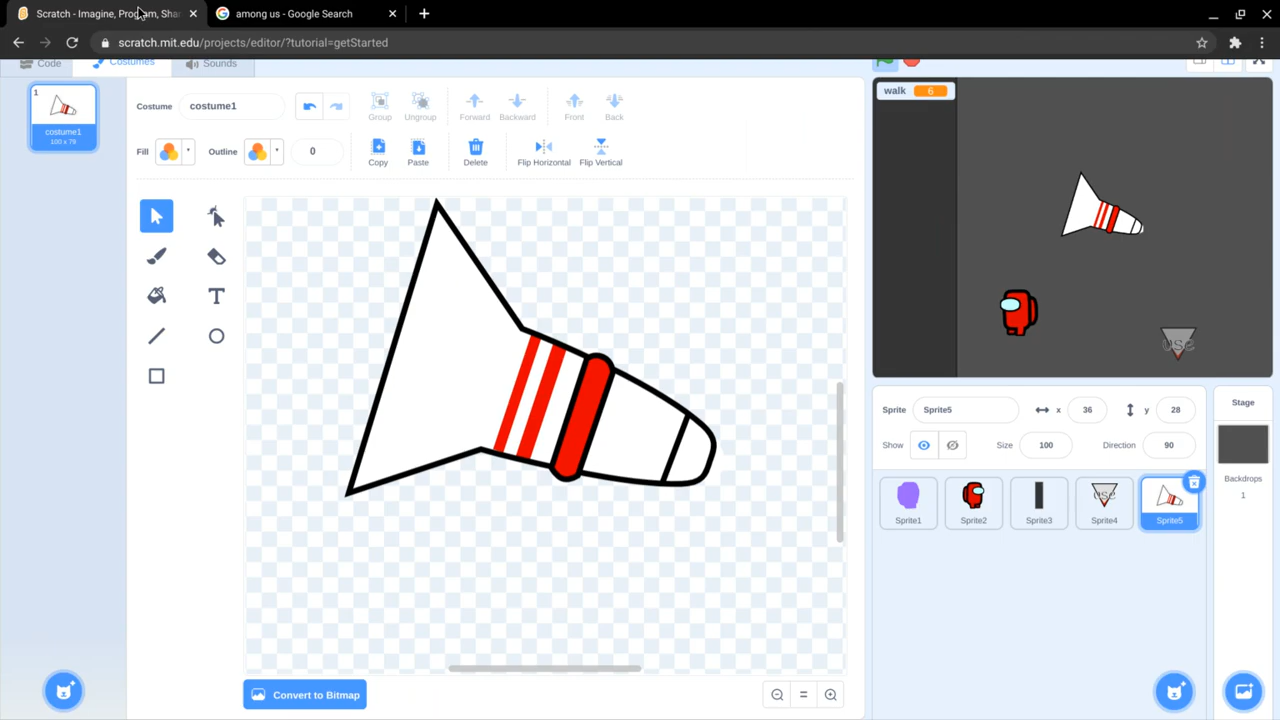 Scratch - Imagine, Program, Shar
among us - Google Search
scratch.mit.edu/projects/editor/?tutorial=getStarted
Code
Costumes
Sounds
1
costume1
100 x 79
Costume
costume1
Group
Ungroup
Forward
Backward
Front
Back
Fill
Outline
0
Copy
Paste
Delete
Flip Horizontal
Flip Vertical
T
Convert to Bitmap
walk 6
use
Sprite
Sprite5
x
36
y
28
Show
Size
100
Direction
90
Sprite1
Sprite2
Sprite3
use
Sprite4
Sprite5
Stage
Backdrops
1